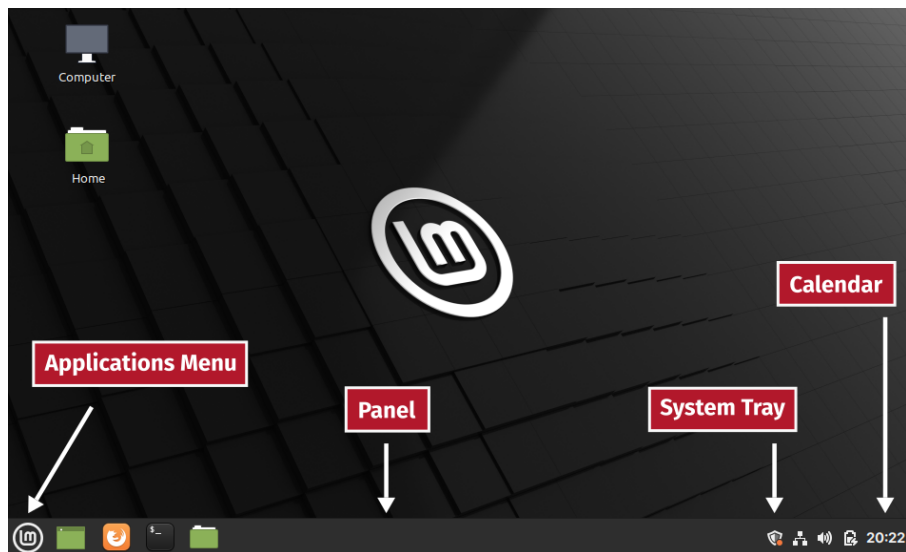 Computer
Home
Calendar
Applications Menu
Panel
System Tray
$_
20:22